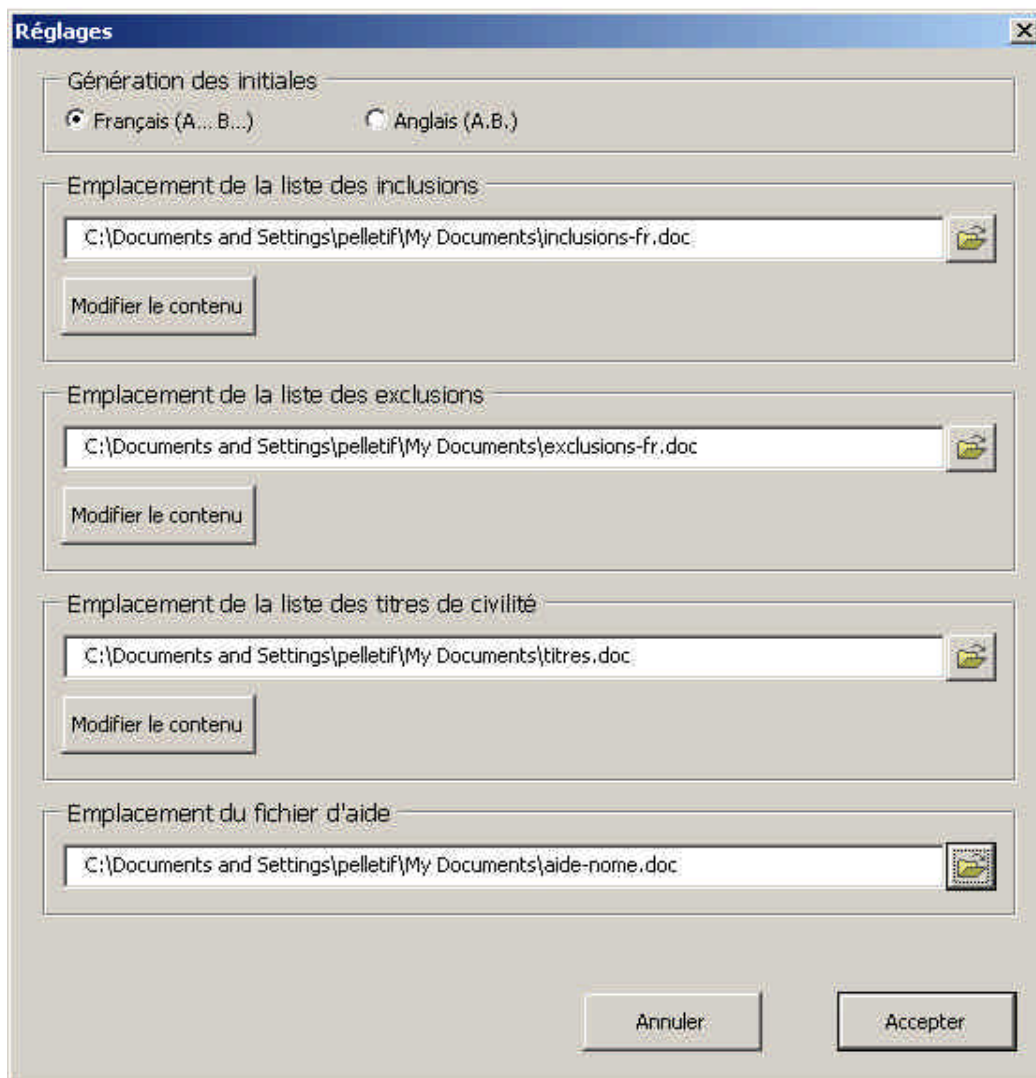 Réglages
Génération des initiales
Français (A... B...) Anglais (A.B.)
Emplacement de la liste des inclusions
C:\Documents and Settings\pelletif\My Documents\inclusions-fr.doc
Modifier le contenu
Emplacement de la liste des exclusions
C:\Documents and Settings\pelletif\My Documents\exclusions-fr.doc
Modifier le contenu
Emplacement de la liste des titres de civilité
C:\Documents and Settings\pelletif\My Documents\titres.doc
Modifier le contenu
Emplacement du fichier d'aide
C:\Documents and Settings\pelletif\My Documents\aide-nome.doc
Annuler Accepter